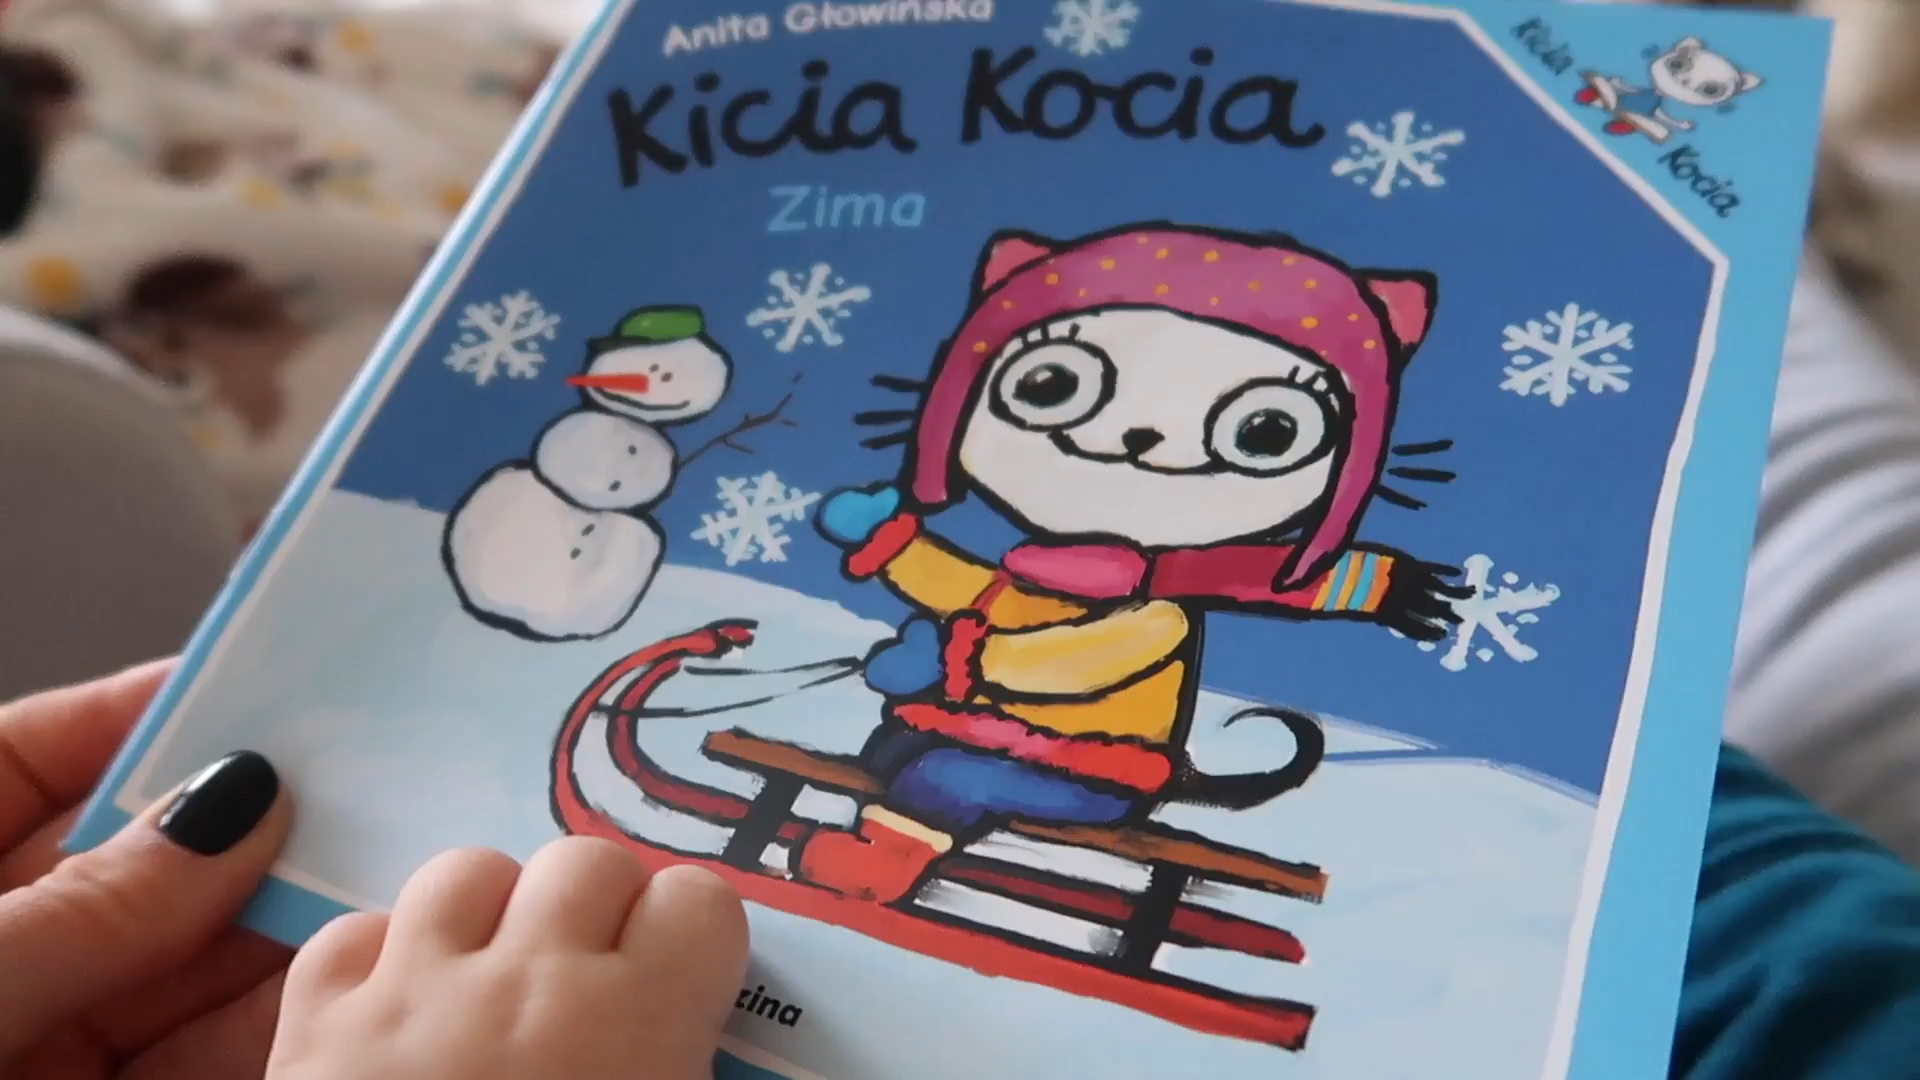 Anita Głowińska
Kicia Kocia
Zima
Kicia
Kocia
zina